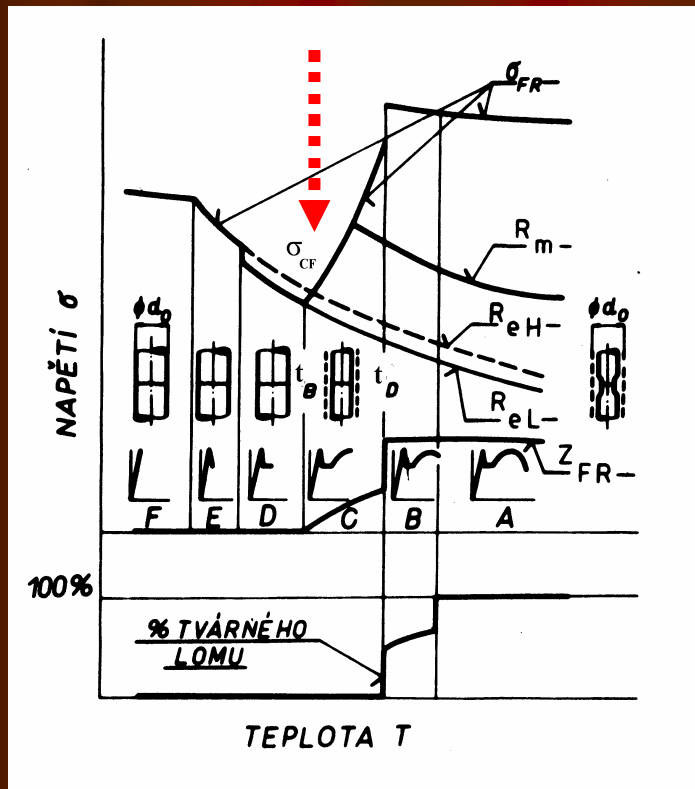 σFR
σCF
Rm
ReH
ReL
ZFR
NAPĚTÍ σ
ϕd₀
ϕd₀
tB
tD
F E D C B A
100%
% TVÁRNÉHO
LOMU
TEPLOTA T